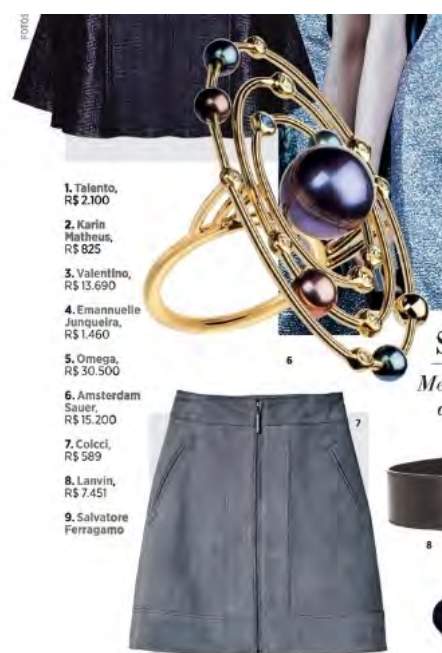 FOTOS
1. Talento,
R$ 2.100
2. Karin
Matheus,
R$ 825
3. Valentino,
R$ 13.690
4. Emannuelle
Junqueira,
R$ 1.460
5. Omega,
R$ 30.500
6. Amsterdam
Sauer,
R$ 15.200
7. Colcci,
R$ 589
8. Lanvin,
R$ 7.451
9. Salvatore
Ferragamo
6
7
8